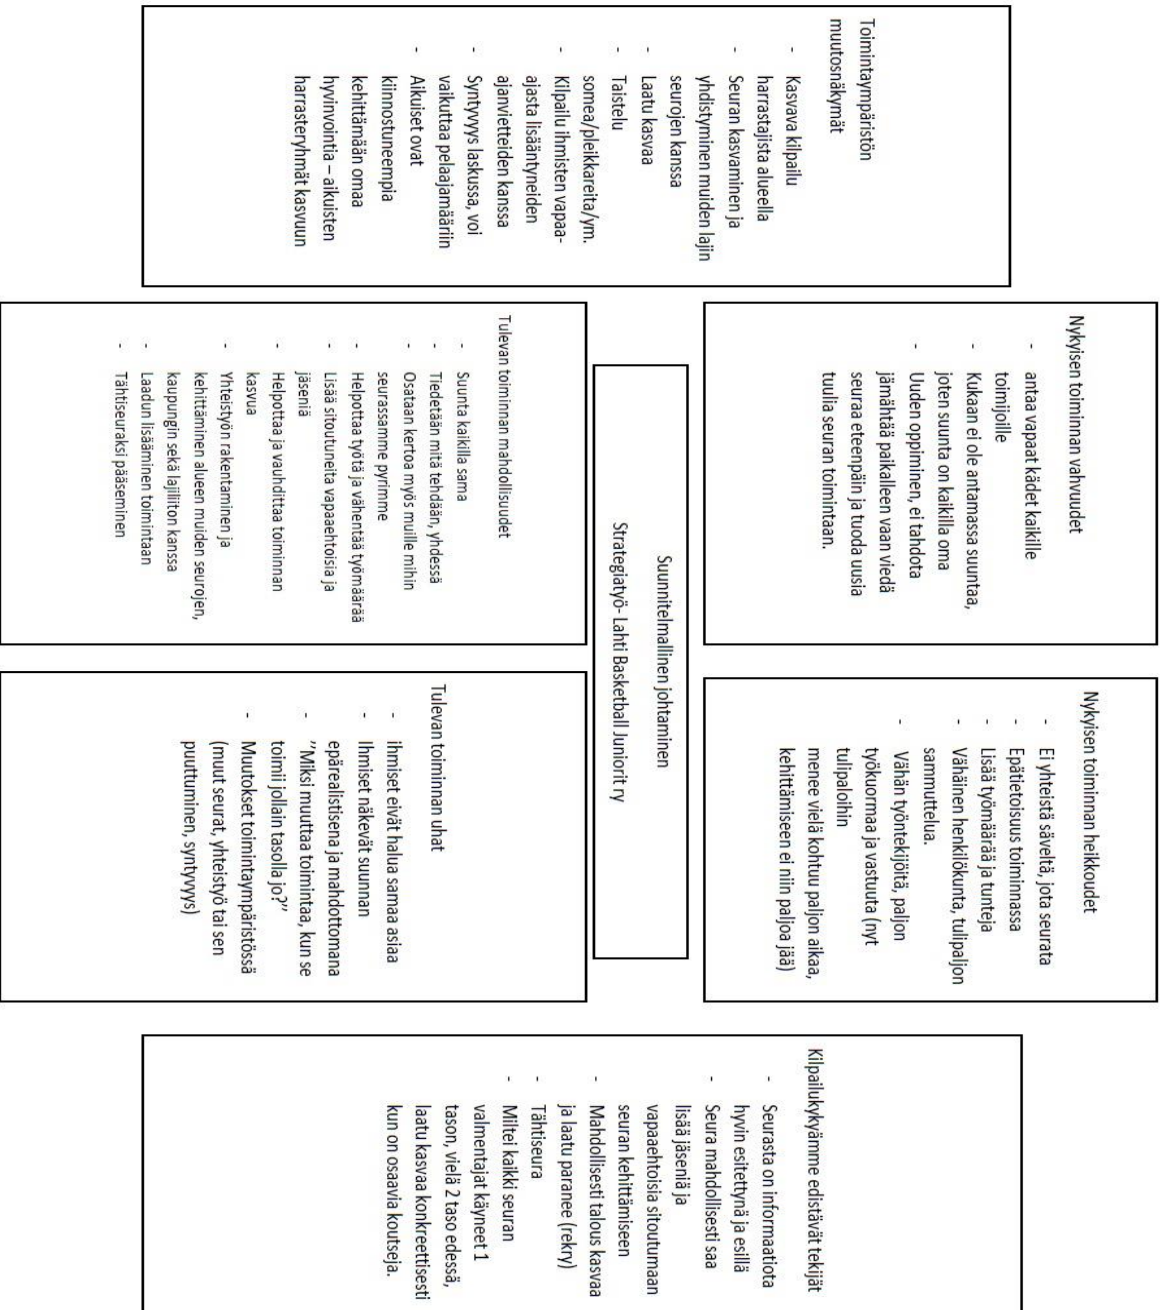 Toimintaympäristön
muutosnäkymät
- Kasvava kilpailu
harrastajista alueella
- Seuran kasvaminen ja
yhdistyminen muiden lajin
seurojen kanssa
- Laatu kasvaa
- Taistelu
somea/pleikkareita/ym.
- Kilpailu ihmisten vapaa-
ajasta lisääntyneiden
ajanvietteiden kanssa
- Syntyvyys laskussa, voi
vaikuttaa pelaajamääriin
- Aikuiset ovat
kiinnostuneempia
kehittämään omaa
hyvinvointia – aikuisten
harrasteryhmät kasvuun
Nykyisen toiminnan vahvuudet
- antaa vapaat kädet kaikille
toimijoille
- Kukaan ei ole antamassa suuntaa,
joten suunta on kaikilla oma
- Uuden oppiminen, ei tahdota
jämähtää paikalleen vaan viedä
seuraa eteenpäin ja tuoda uusia
tuulia seuran toimintaan.
Nykyisen toiminnan heikkoudet
- Ei yhteistä säveltä, jota seurata
- Epätietoisuus toiminnassa
- Lisää työmäärää ja tunteja
- Vähäinen henkilökunta, tulipaljon
sammuttelua.
- Vähän työntekijöitä, paljon
työkuormaa ja vastuuta (nyt
tulipaloihin
menee vielä kohtuu paljon aikaa,
kehittämiseen ei niin paljoa jää)
Suunnitelmallinen johtaminen
Strategiatyö- Lahti Basketball Juniorit ry
Tulevan toiminnan mahdollisuudet
- Suunta kaikilla sama
- Tiedetään mitä tehdään, yhdessä
- Osataan kertoa myös muille mihin
seurassamme pyrimme
- Helpottaa työtä ja vähentää työmäärää
- Lisää sitoutuneita vapaaehtoisia ja
jäseniä
- Helpottaa ja vauhdittaa toiminnan
kasvua
- Yhteistyön rakentaminen ja
kehittäminen alueen muiden seurojen,
kaupungin sekä lajiliiton kanssa
- Laadun lisääminen toimintaan
- Tähtiseuraksi pääseminen
Tulevan toiminnan uhat
- ihmiset eivät halua samaa asiaa
- Ihmiset näkevät suunnan
epärealistisena ja mahdottomana
- ”Miksi muuttaa toimintaa, kun se
toimii jollain tasolla jo?”
- Muutokset toimintaympäristössä
(muut seurat, yhteistyö tai sen
puuttuminen, syntyvyys)
Kilpailukykyämme edistävät tekijät
- Seurasta on informaatiota
hyvin esitettynä ja esillä
- Seura mahdollisesti saa
lisää jäseniä ja
vapaaehtoisia sitoutumaan
seuran kehittämiseen
- Mahdollisesti talous kasvaa
ja laatu paranee (rekry)
- Tähtiseura
- Miltei kaikki seuran
valmentajat käyneet 1
tason, vielä 2 taso edessä,
laatu kasvaa konkreettisesti
kun on osaavia koutseja.